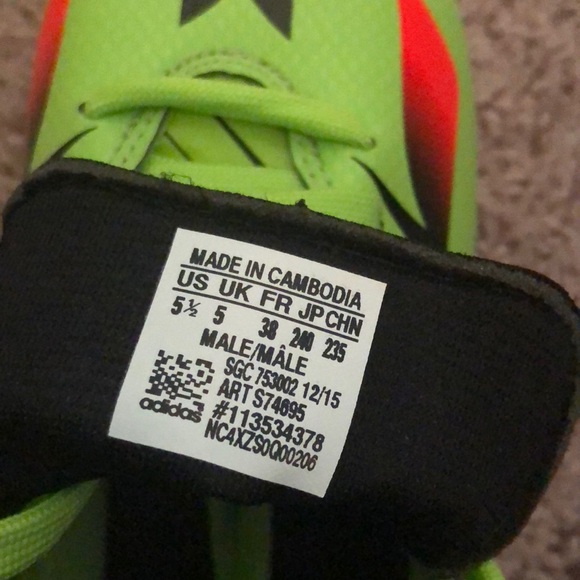 MADE IN CAMBODIA
US UK FR JP CHN
5½ 5 38 240 235
MALE/MÂLE
SGC 753002 12/15
ART S74695
#113534378
NC4XZS0Q00206
adidas